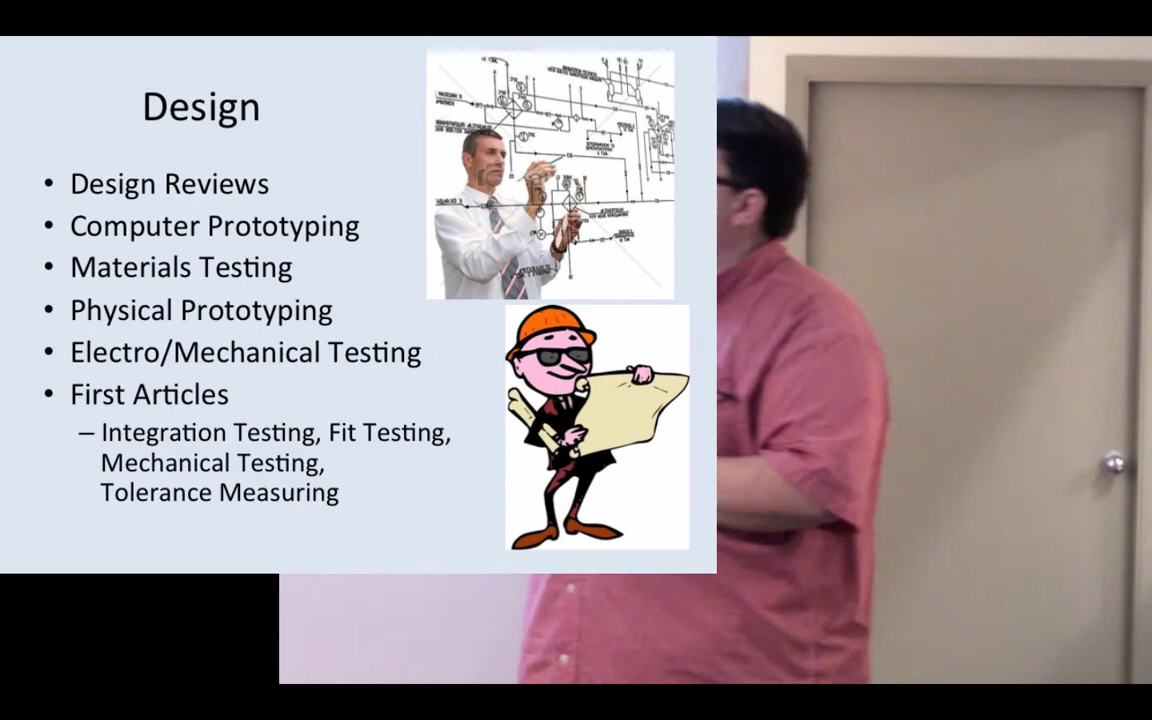 Design
• Design Reviews
• Computer Prototyping
• Materials Testing
• Physical Prototyping
• Electro/Mechanical Testing
• First Articles
– Integration Testing, Fit Testing,
Mechanical Testing,
Tolerance Measuring